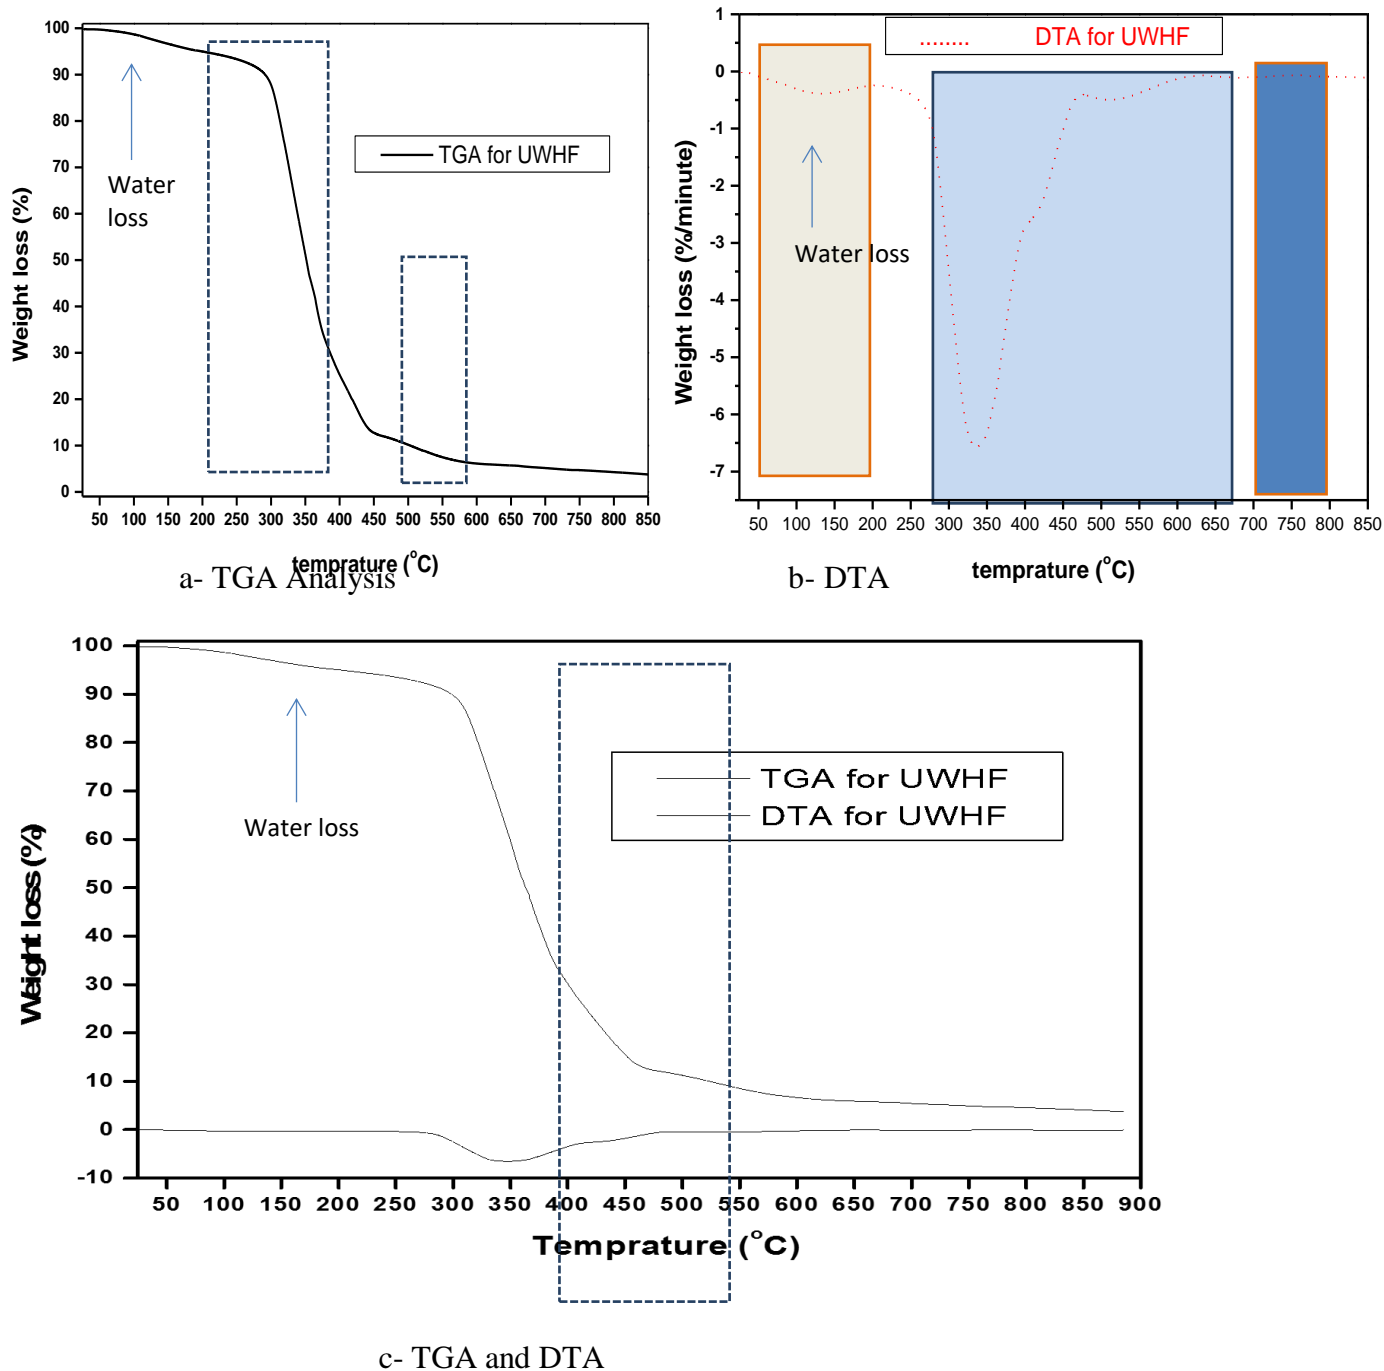 100
90
80
70
60
50
40
30
20
10
0
Weight loss (%)
Water
loss
TGA for UWHF
50 100 150 200 250 300 350 400 450 500 550 600 650 700 750 800 850
temprature (°C)
a- TGA Analysis
1
0
-1
-2
-3
-4
-5
-6
-7
Weight loss (%/minute)
........ DTA for UWHF
Water loss
50 100 150 200 250 300 350 400 450 500 550 600 650 700 750 800 850
temprature (°C)
b- DTA
100
90
80
70
60
50
40
30
20
10
0
-10
Weight loss (%)
Water loss
TGA for UWHF
DTA for UWHF
50 100 150 200 250 300 350 400 450 500 550 600 650 700 750 800 850 900
Temprature (°C)
c- TGA and DTA